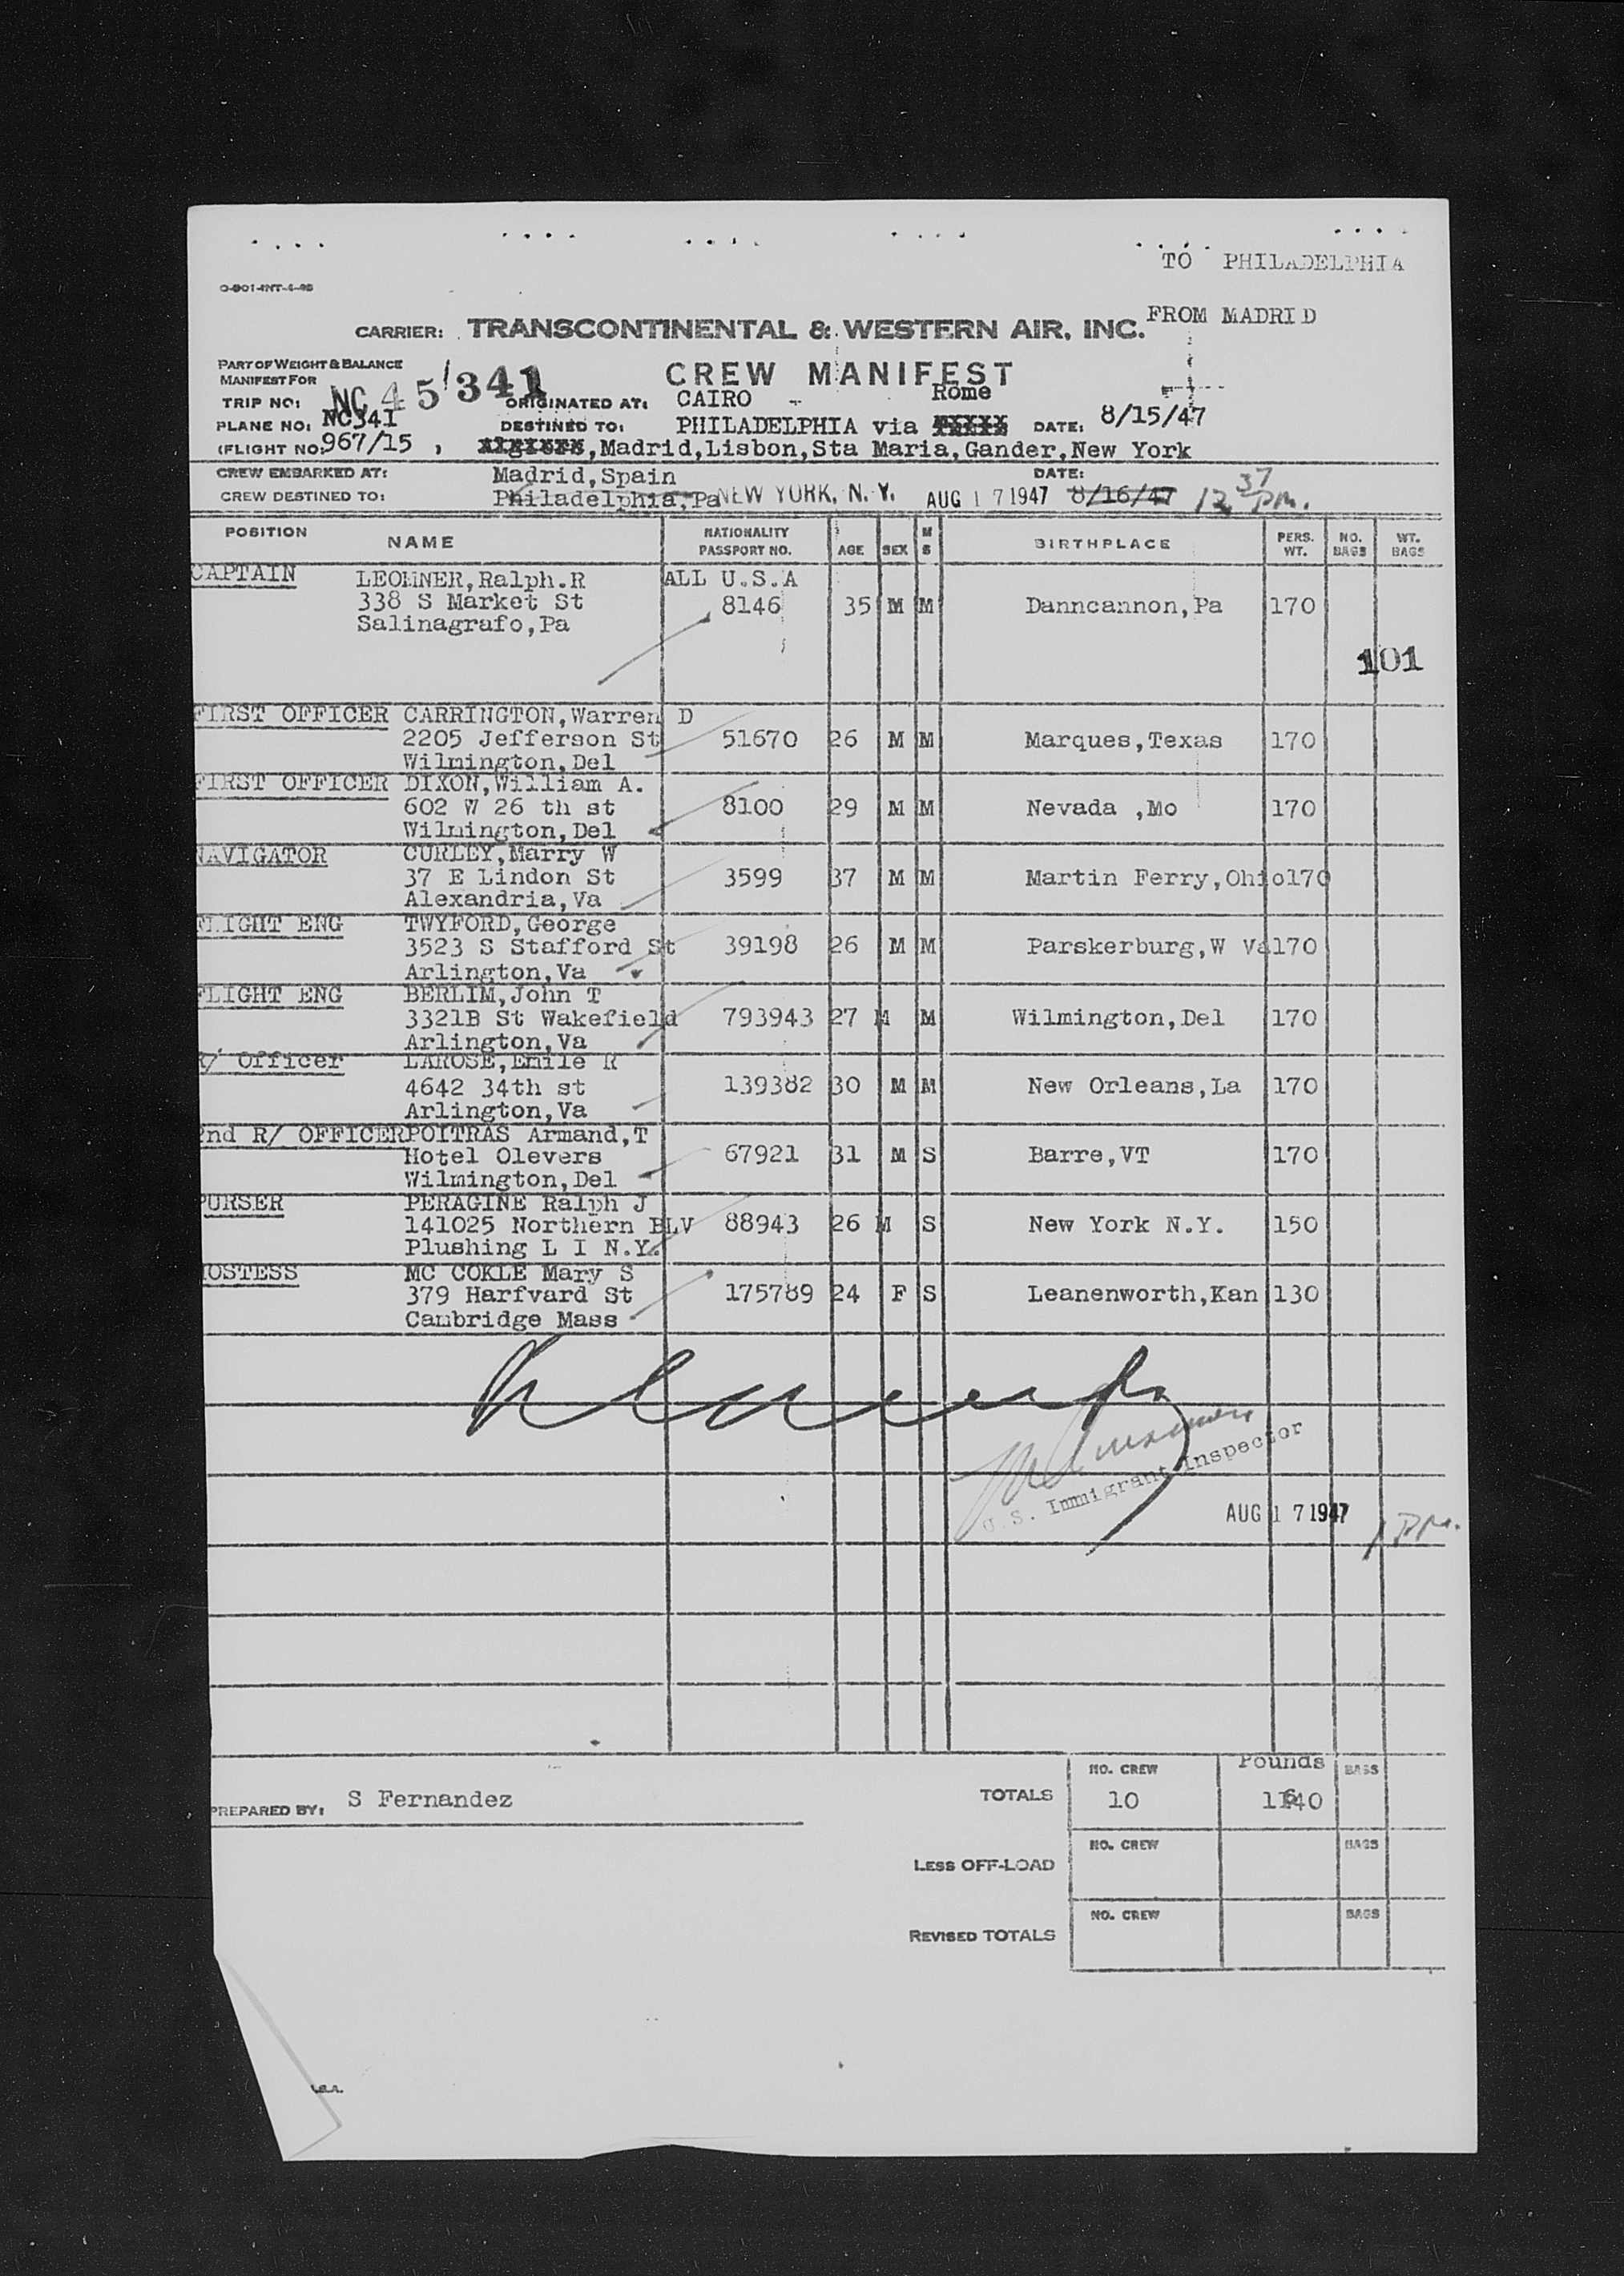 TO PHILADELPHIA
O-901-INT-4-46
FROM MADRID
CARRIER: TRANSCONTINENTAL & WESTERN AIR, INC.
PART OF WEIGHT & BALANCE
MANIFEST FOR
CREW MANIFEST
TRIP NO: NC 45 341 ORIGINATED AT: CAIRO - Rome
PLANE NO: NC341 DESTINED TO: PHILADELPHIA via DATE: 8/15/47
(FLIGHT NO: 967/15 , Algiers, Madrid,Lisbon,Sta Maria,Gander,New York
CREW EMBARKED AT: Madrid,Spain DATE:
CREW DESTINED TO: Philadelphia,Pa NEW YORK, N.Y. AUG 17 1947 8/16/47 12 37 PM.
POSITION NAME NATIONALITY PASSPORT NO. AGE SEX M S BIRTHPLACE PERS. WT. NO. BAGS WT. BAGS
CAPTAIN LEOHNER,Ralph.R ALL U.S.A
338 S Market St 8146 35 M M Danncannon,Pa 170
Salinagrafo,Pa
101
FIRST OFFICER CARRINGTON,Warren D
2205 Jefferson St 51670 26 M M Marques,Texas 170
Wilmington,Del
FIRST OFFICER DIXON,William A.
602 W 26 th st 8100 29 M M Nevada ,Mo 170
Wilmington,Del
NAVIGATOR CURLEY,Marry W
37 E Lindon St 3599 37 M M Martin Ferry,Ohio 170
Alexandria,Va
FLIGHT ENG TWYFORD,George
3523 S Stafford St 39198 26 M M Parskerburg,W Va 170
Arlington,Va
FLIGHT ENG BERLIM,John T
3321B St Wakefield 793943 27 M M Wilmington,Del 170
Arlington,Va
R/ Officer LAROSE,Emile R
4642 34th st 139382 30 M M New Orleans,La 170
Arlington,Va
2nd R/ OFFICER POITRAS Armand,T
Hotel Olevers 67921 31 M S Barre,VT 170
Wilmington,Del
PURSER PERAGINE Ralph J
141025 Northern BLV 88943 26 M S New York N.Y. 150
Plushing L I N.Y.
HOSTESS MC COKLE Mary S
379 Harfvard St 175789 24 F S Leanenworth,Kan 130
Cambridge Mass
U.S. Immigrant Inspector
AUG 17 1947 1 PM.
PREPARED BY: S Fernandez
TOTALS NO. CREW 10 Pounds 1640 BAGS
LESS OFF-LOAD NO. CREW BAGS
REVISED TOTALS NO. CREW BAGS